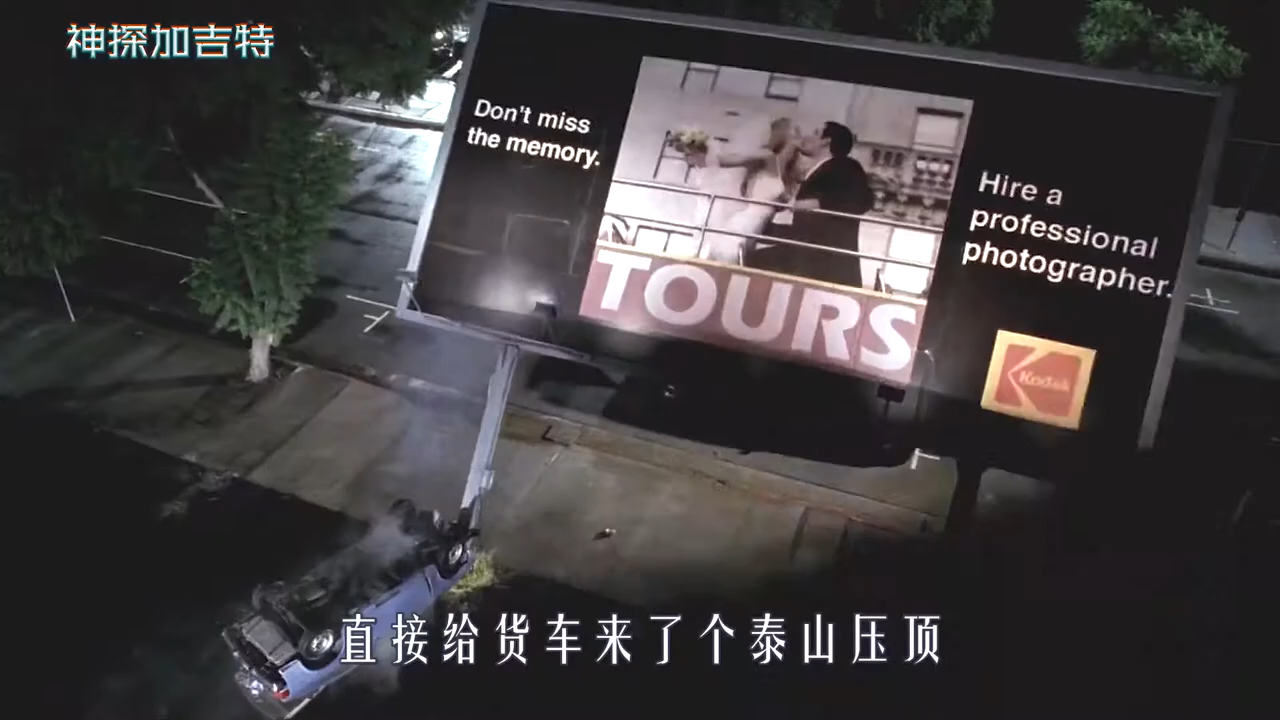 神探加吉特
Don't miss
the memory.
TOURS
Hire a
professional
photographer.
Kodak
直接给货车来了个泰山压顶